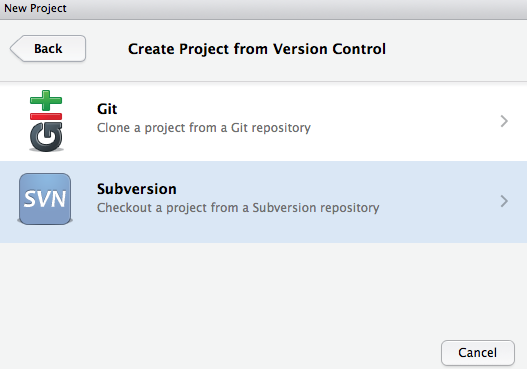 New Project
Back
Create Project from Version Control
Git
Clone a project from a Git repository
SVN
Subversion
Checkout a project from a Subversion repository
Cancel